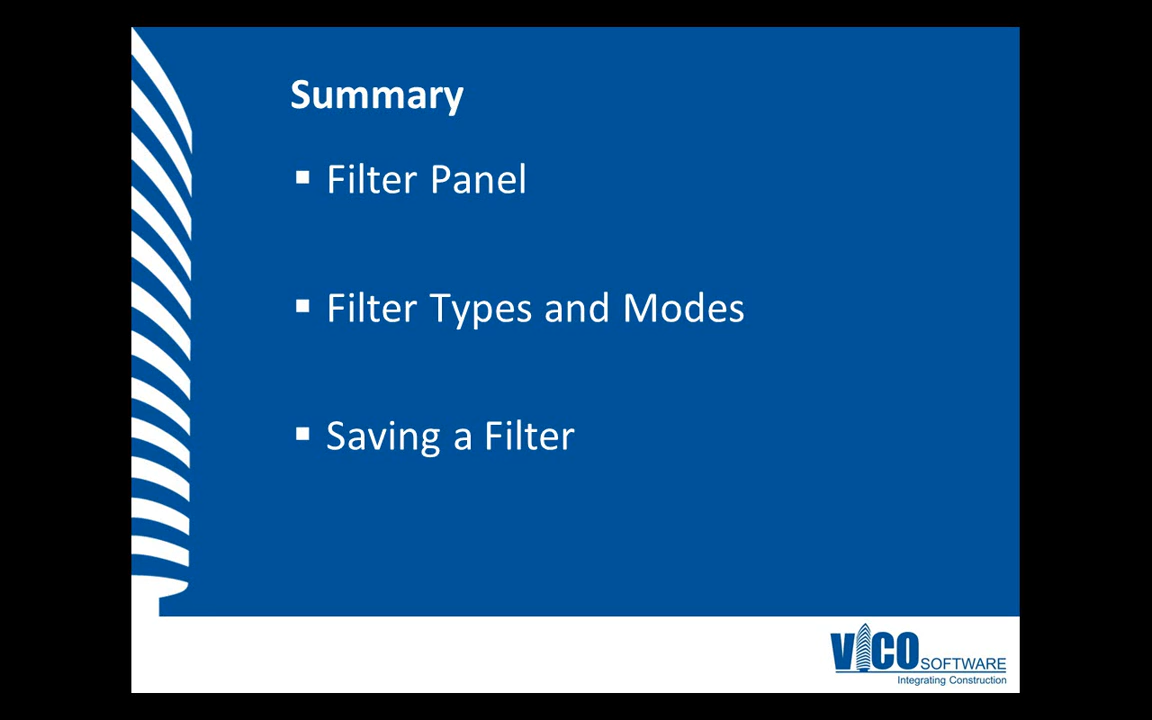 Summary
▪ Filter Panel
▪ Filter Types and Modes
▪ Saving a Filter
VICO SOFTWARE
Integrating Construction